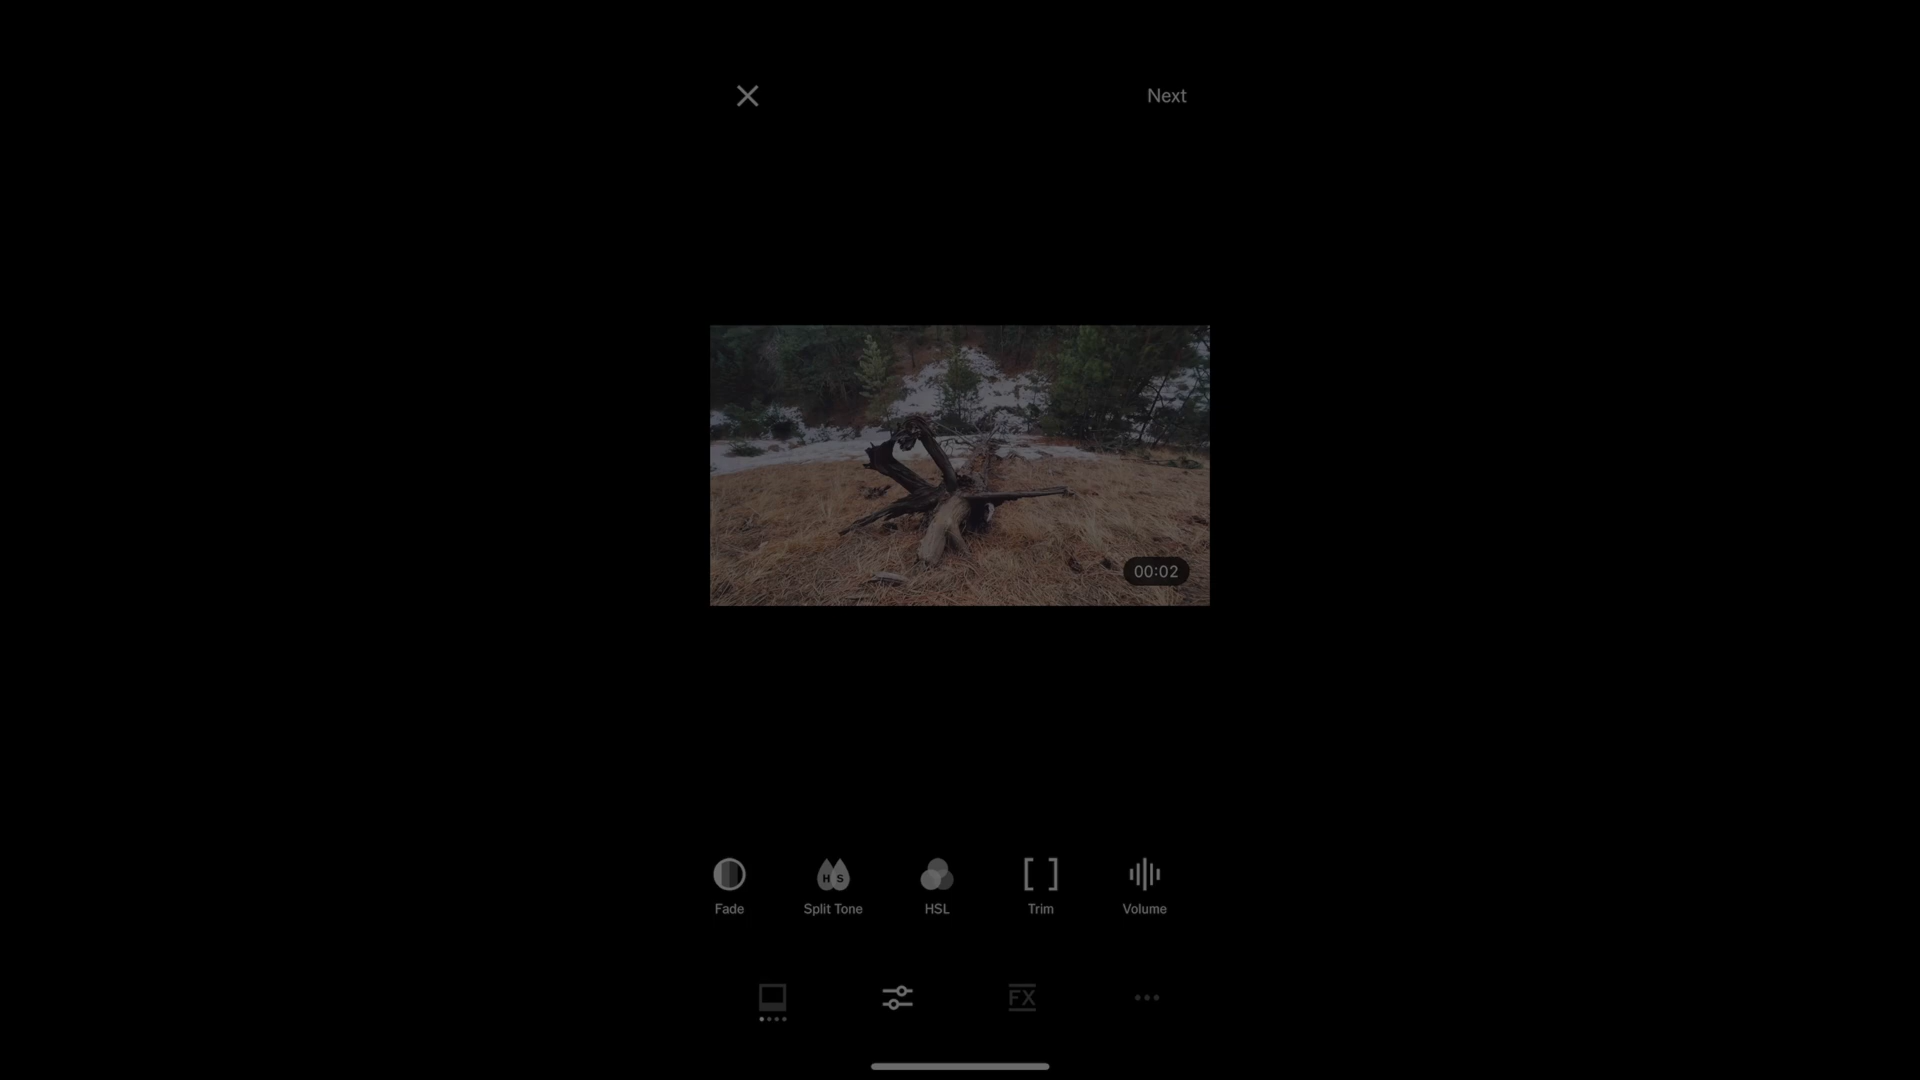 Next
00:02
H S
Fade
Split Tone
HSL
Trim
Volume
FX